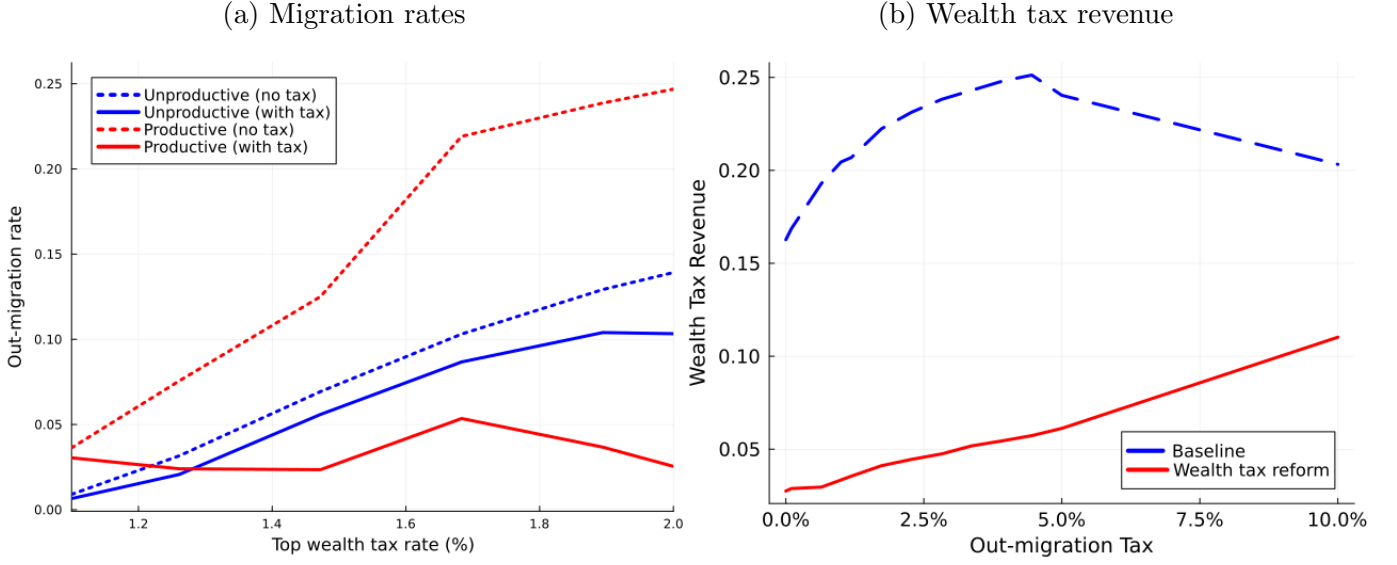 (a) Migration rates
Out-migration rate
0.25
0.20
0.15
0.10
0.05
0.00
Unproductive (no tax)
Unproductive (with tax)
Productive (no tax)
Productive (with tax)
1.2 1.4 1.6 1.8 2.0
Top wealth tax rate (%)
(b) Wealth tax revenue
Wealth Tax Revenue
0.25
0.20
0.15
0.10
0.05
Baseline
Wealth tax reform
0.0% 2.5% 5.0% 7.5% 10.0%
Out-migration Tax